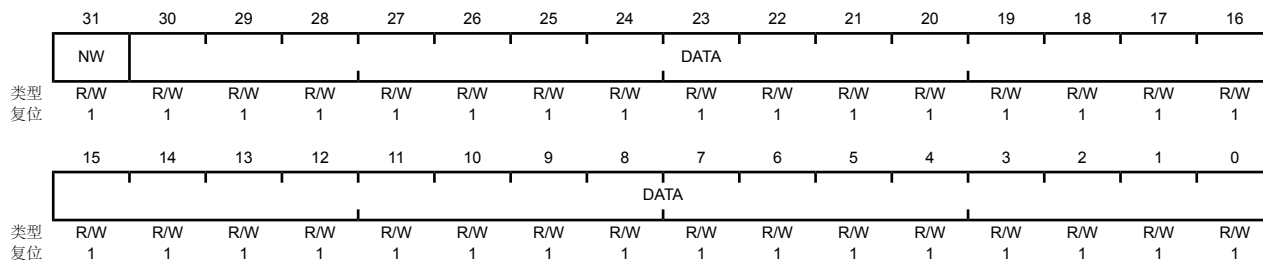 31 30 29 28 27 26 25 24 23 22 21 20 19 18 17 16
NW DATA
类型 R/W R/W R/W R/W R/W R/W R/W R/W R/W R/W R/W R/W R/W R/W R/W R/W
复位 1 1 1 1 1 1 1 1 1 1 1 1 1 1 1 1
15 14 13 12 11 10 9 8 7 6 5 4 3 2 1 0
DATA
类型 R/W R/W R/W R/W R/W R/W R/W R/W R/W R/W R/W R/W R/W R/W R/W R/W
复位 1 1 1 1 1 1 1 1 1 1 1 1 1 1 1 1